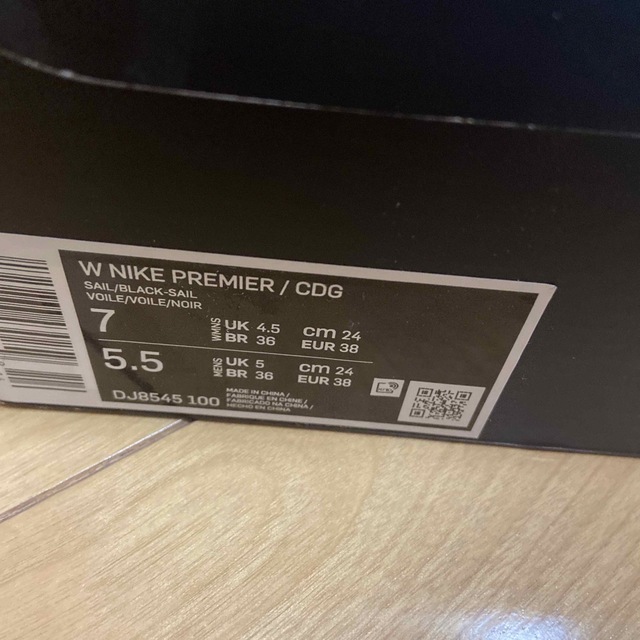 W NIKE PREMIER / CDG
SAIL/BLACK-SAIL
VOILE/VOILE/NOIR
7 WMNS UK 4.5 cm 24
BR 36 EUR 38
5.5 MENS UK 5 cm 24
BR 36 EUR 38
DJ8545 100
MADE IN CHINA /
FABRIQUE EN CHINE /
FABRICADO NA CHINA /
HECHO EN CHINA